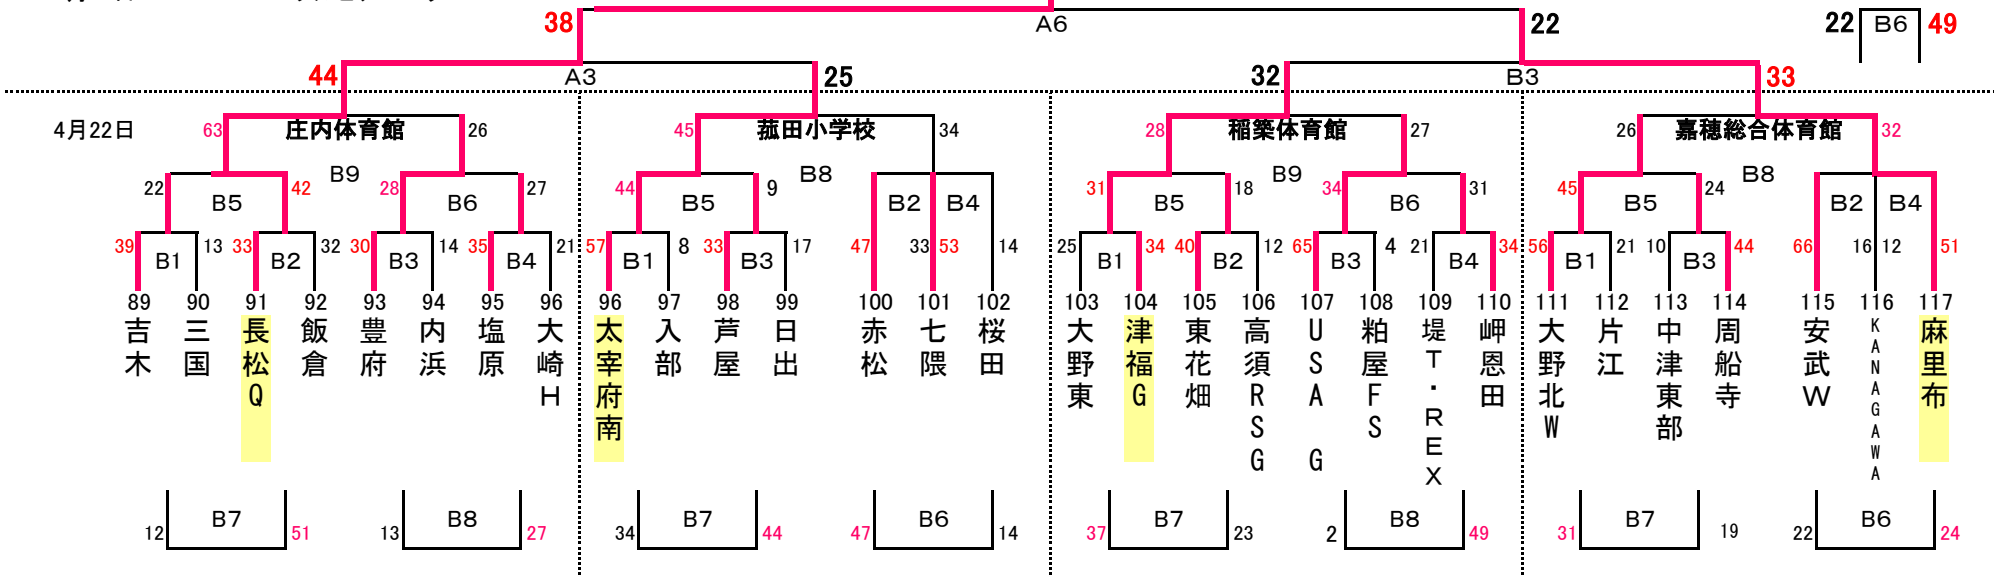 38 A6 22 22 B6 49
44 A3 25 32 B3 33
4月22日 63 庄内体育館 26 45 菰田小学校 34 28 稲築体育館 27 26 嘉穂総合体育館 32
B9 B8 B9 B8
22 B5 42 28 B6 27 44 B5 9 B2 B4 31 B5 18 34 B6 31 45 B5 24 B2 B4
39 B1 13 33 B2 32 30 B3 14 35 B4 21 57 B1 8 33 B3 17 47 33 53 14 25 B1 34 40 B2 12 65 B3 4 21 B4 34 56 B1 21 10 B3 44 66 16 12 51
89 90 91 92 93 94 95 96 96 97 98 99 100 101 102 103 104 105 106 107 108 109 110 111 112 113 114 115 116 117
吉木
三国
長松Q
飯倉
豊府
内浜
塩原
大崎H
太宰府南
入部
芦屋
日出
赤松
七隈
桜田
大野東
津福G
東花畑
高須RSG
USA G
粕屋FS
堤T・REX
岬恩田
大野北W
片江
中津東部
周船寺
安武W
KANAGAWA
麻里布
12 B7 51 13 B8 27 34 B7 44 47 B6 14 37 B7 23 2 B8 49 31 B7 19 22 B6 24